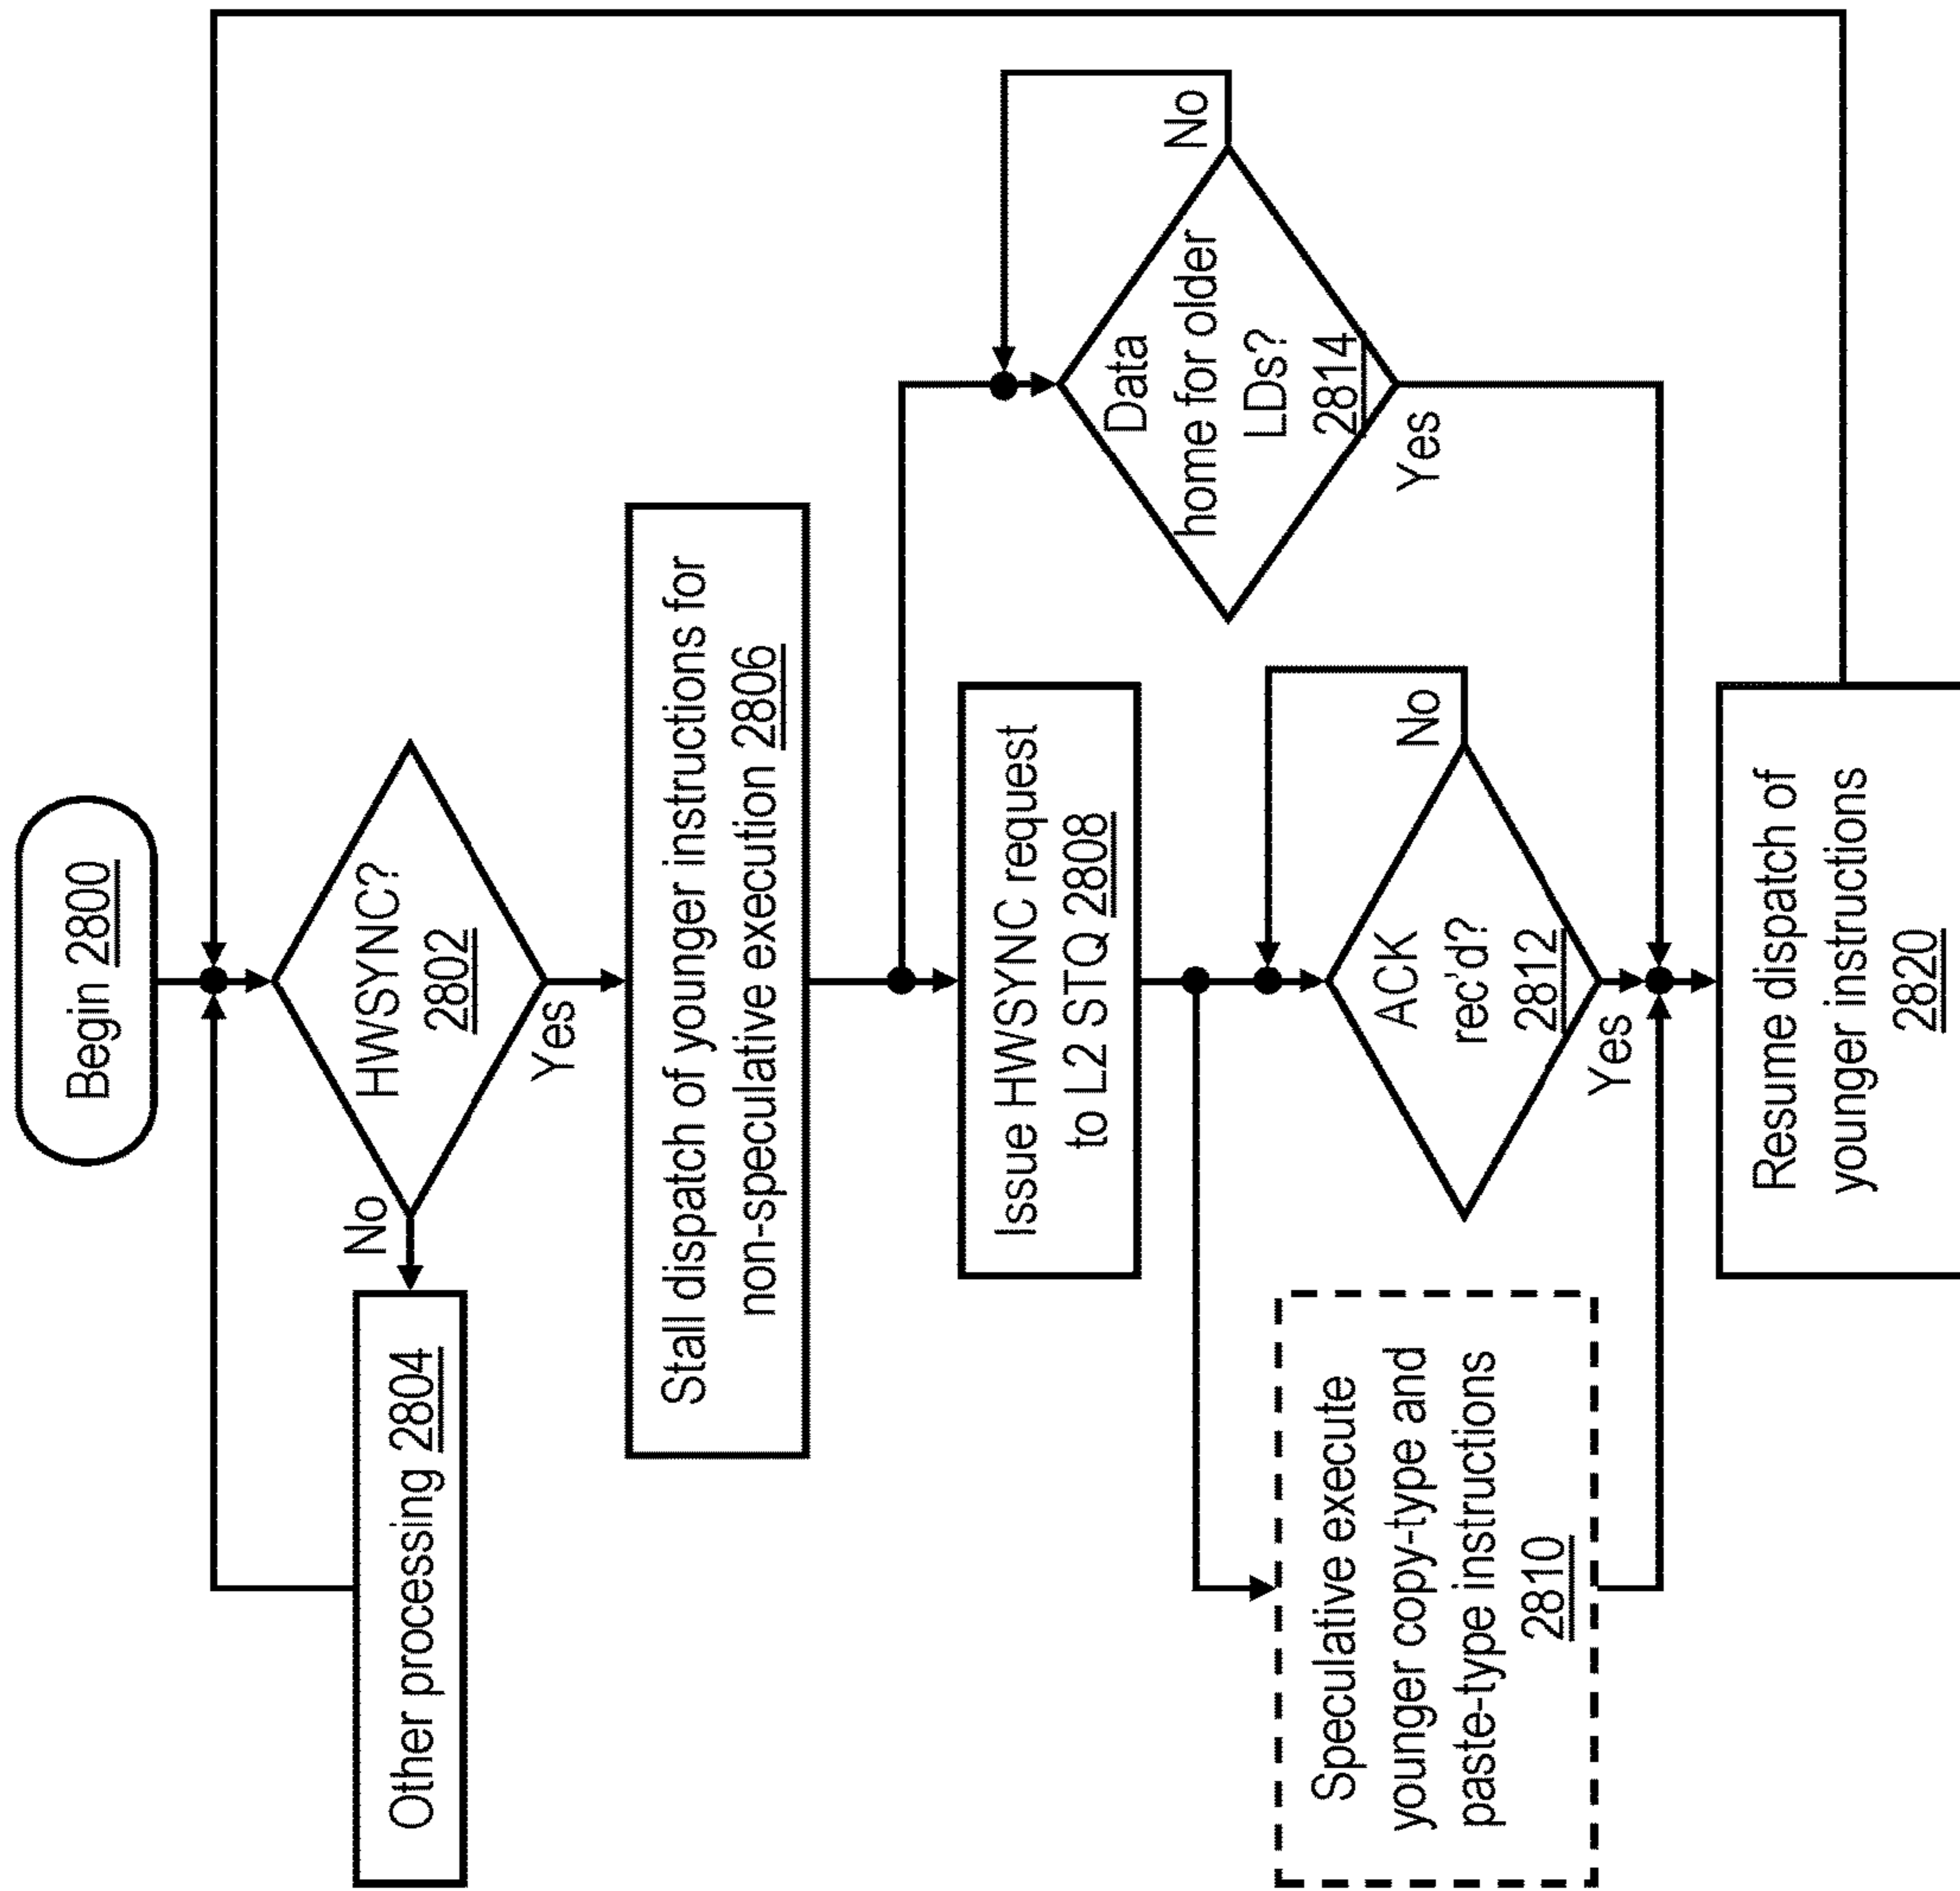 Begin 2800
HWSYNC?
2802
No
Yes
Other processing 2804
Stall dispatch of younger instructions for
non-speculative execution 2806
Issue HWSYNC request
to L2 STQ 2808
Data
home for older
LDs?
2814
No
Yes
Speculative execute
younger copy-type and
paste-type instructions
2810
ACK
rec'd?
2812
No
Yes
Resume dispatch of
younger instructions
2820